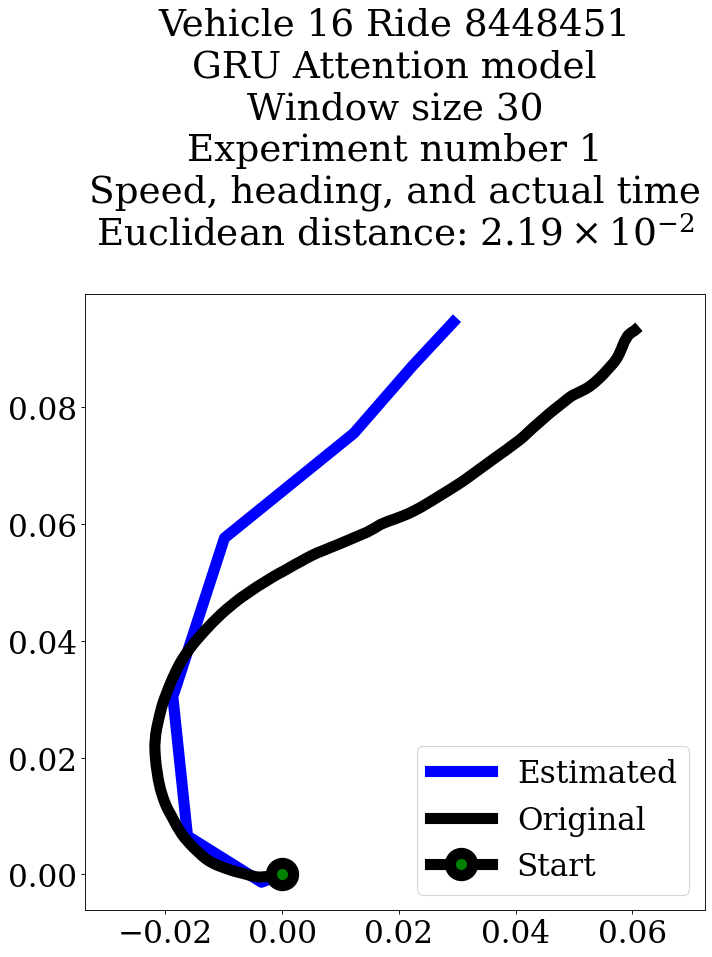 Vehicle 16 Ride 8448451
GRU Attention model
Window size 30
Experiment number 1
Speed, heading, and actual time
Euclidean distance: 2.19 × 10⁻²
0.08
0.06
0.04
0.02
0.00
Estimated
Original
Start
−0.02 0.00 0.02 0.04 0.06